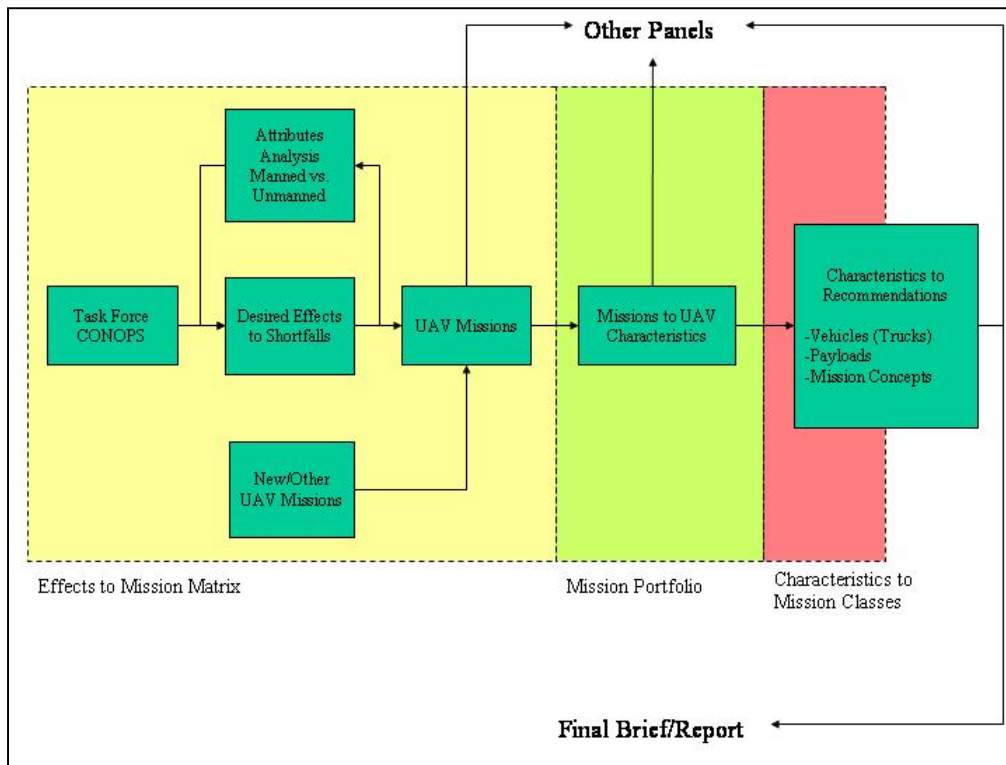 Other Panels
Attributes
Analysis
Manned vs.
Unmanned
Task Force
CONOPS
Desired Effects
to Shortfalls
UAV Missions
Missions to UAV
Characteristics
Characteristics to
Recommendations
-Vehicles (Trucks)
-Payloads
-Mission Concepts
New/Other
UAV Missions
Effects to Mission Matrix
Mission Portfolio
Characteristics to
Mission Classes
Final Brief/Report